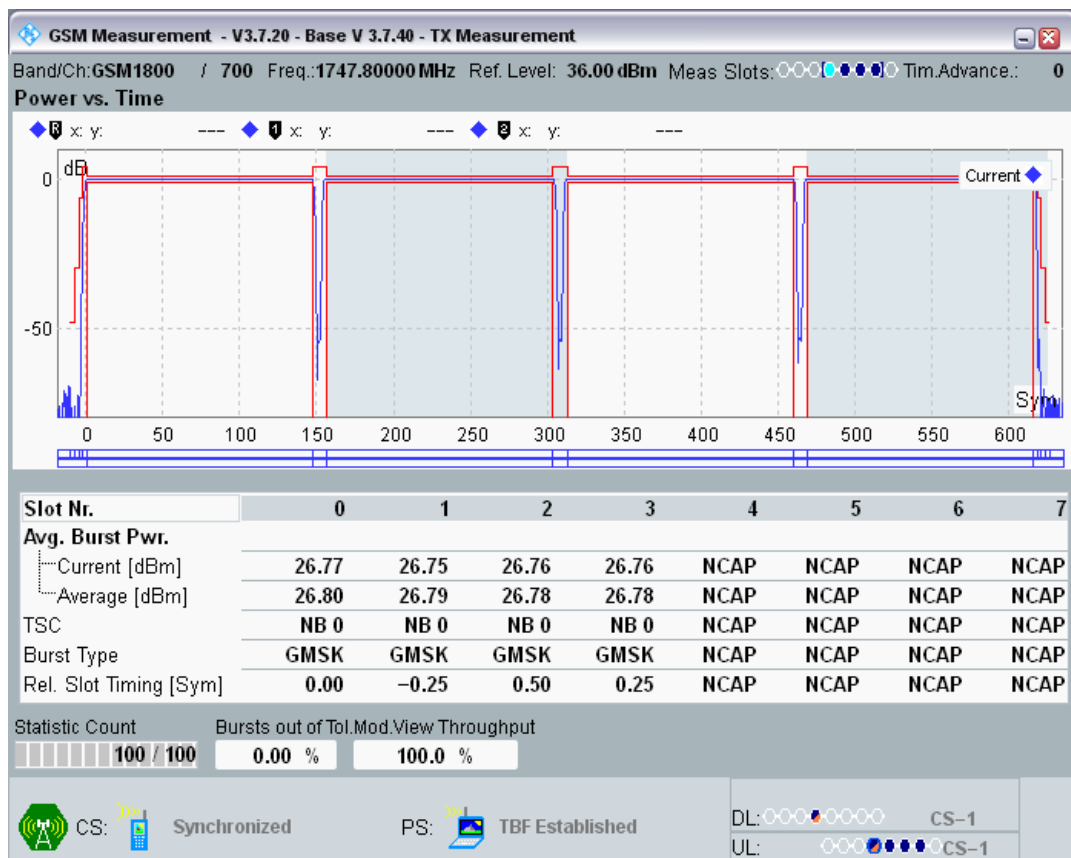 GSM Measurement - V3.7.20 - Base V 3.7.40 - TX Measurement
Band/Ch:GSM1800 / 700 Freq.:1747.80000 MHz Ref. Level: 36.00 dBm Meas Slots: Tim.Advance.: 0
Power vs. Time
R x: y: --- 1 x: y: --- 2 x: y: ---
dB
0
Current
-50
Sym
0 50 100 150 200 250 300 350 400 450 500 550 600
Slot Nr. 0 1 2 3 4 5 6 7
Avg. Burst Pwr.
Current [dBm] 26.77 26.75 26.76 26.76 NCAP NCAP NCAP NCAP
Average [dBm] 26.80 26.79 26.78 26.78 NCAP NCAP NCAP NCAP
TSC NB 0 NB 0 NB 0 NB 0 NCAP NCAP NCAP NCAP
Burst Type GMSK GMSK GMSK GMSK NCAP NCAP NCAP NCAP
Rel. Slot Timing [Sym] 0.00 −0.25 0.50 0.25 NCAP NCAP NCAP NCAP
Statistic Count Bursts out of Tol.Mod.View Throughput
100 / 100 0.00 % 100.0 %
CS: Synchronized PS: TBF Established DL: CS−1
UL: CS−1